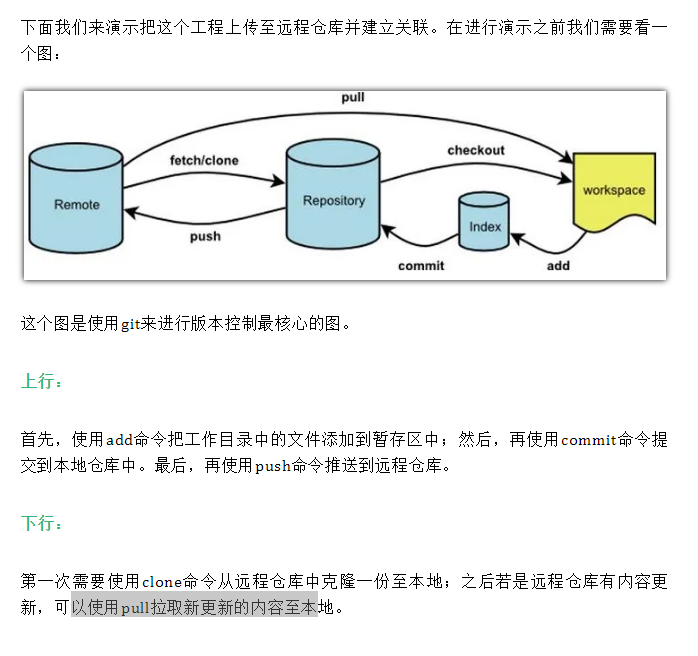 下面我们来演示把这个工程上传至远程仓库并建立关联。在进行演示之前我们需要看一
个图：
pull
fetch/clone
checkout
Remote
Repository
workspace
Index
push
commit
add
这个图是使用git来进行版本控制最核心的图。
上行：
首先，使用add命令把工作目录中的文件添加到暂存区中；然后，再使用commit命令提
交到本地仓库中。最后，再使用push命令推送到远程仓库。
下行：
第一次需要使用clone命令从远程仓库中克隆一份至本地；之后若是远程仓库有内容更
新，可以使用pull拉取新更新的内容至本地。